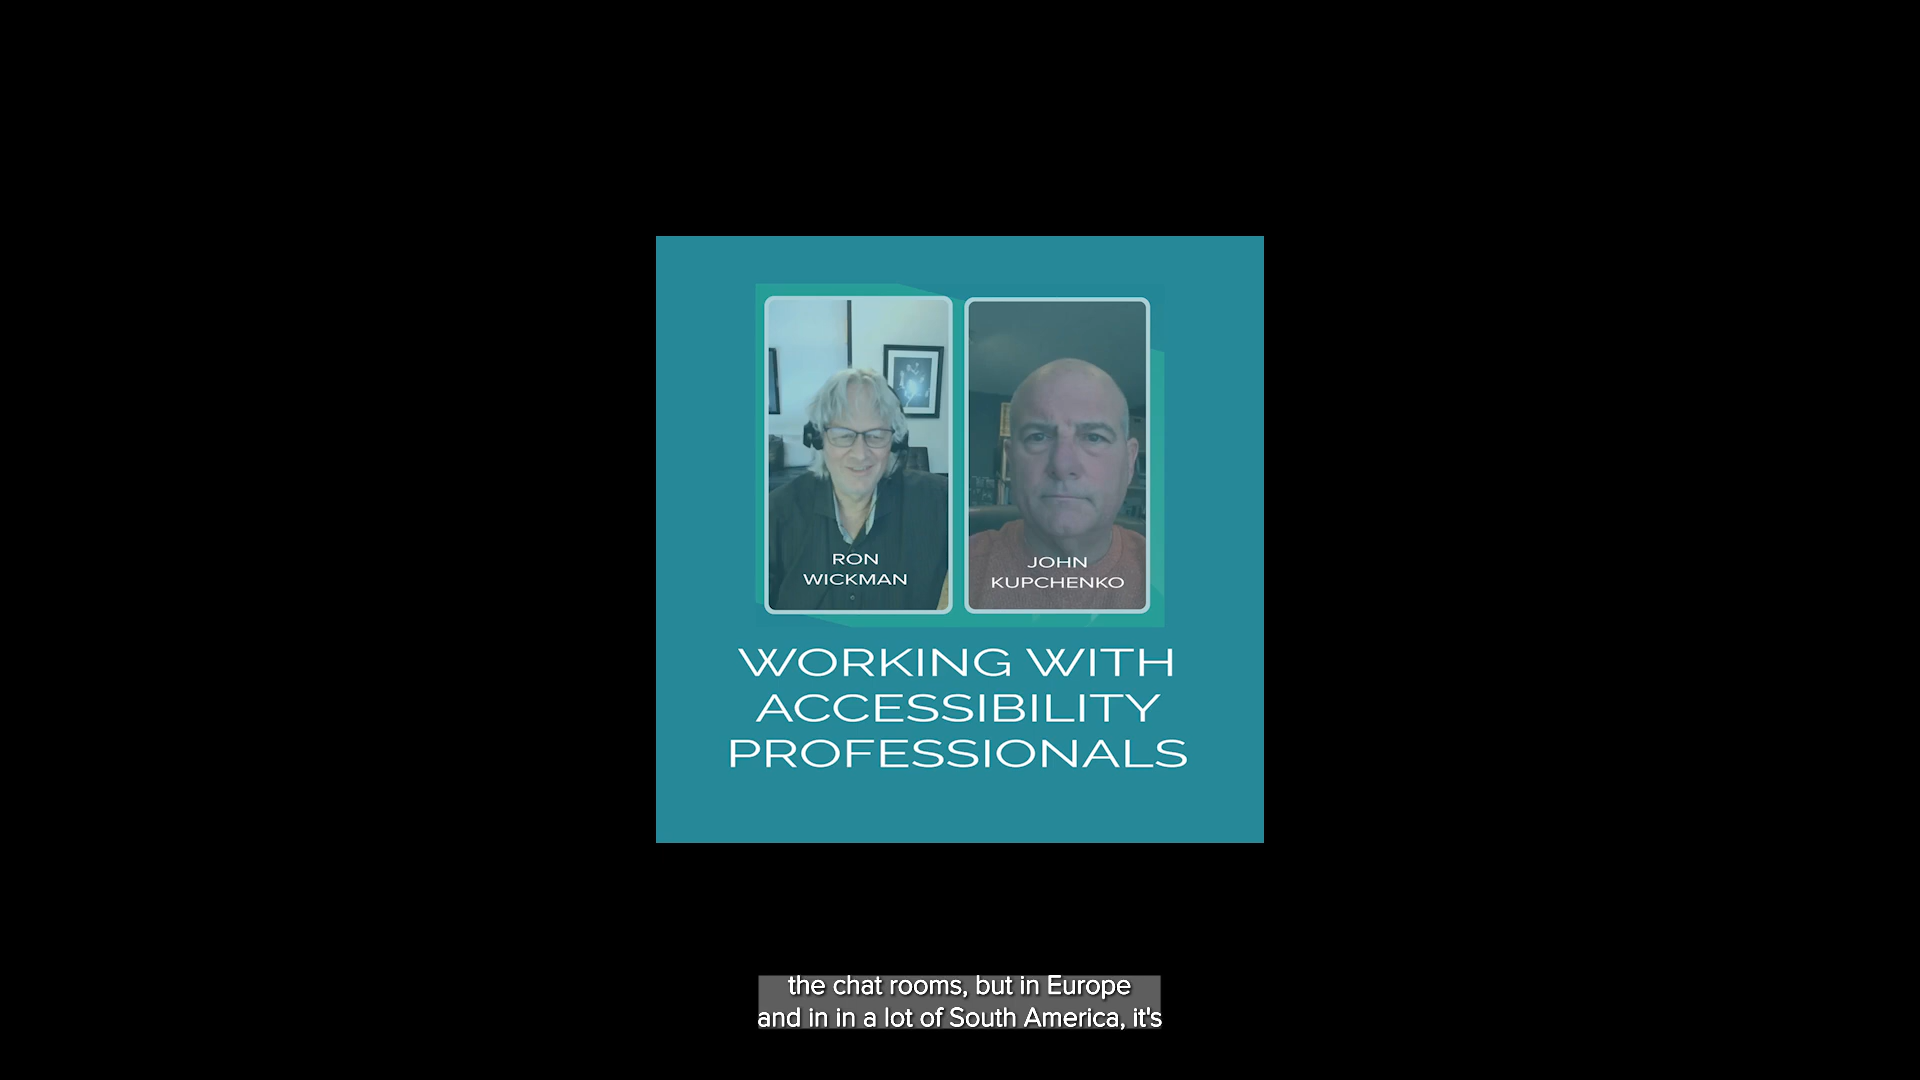 RON
WICKMAN
JOHN
KUPCHENKO
WORKING WITH
ACCESSIBILITY
PROFESSIONALS
the chat rooms, but in Europe
and in in a lot of South America, it's